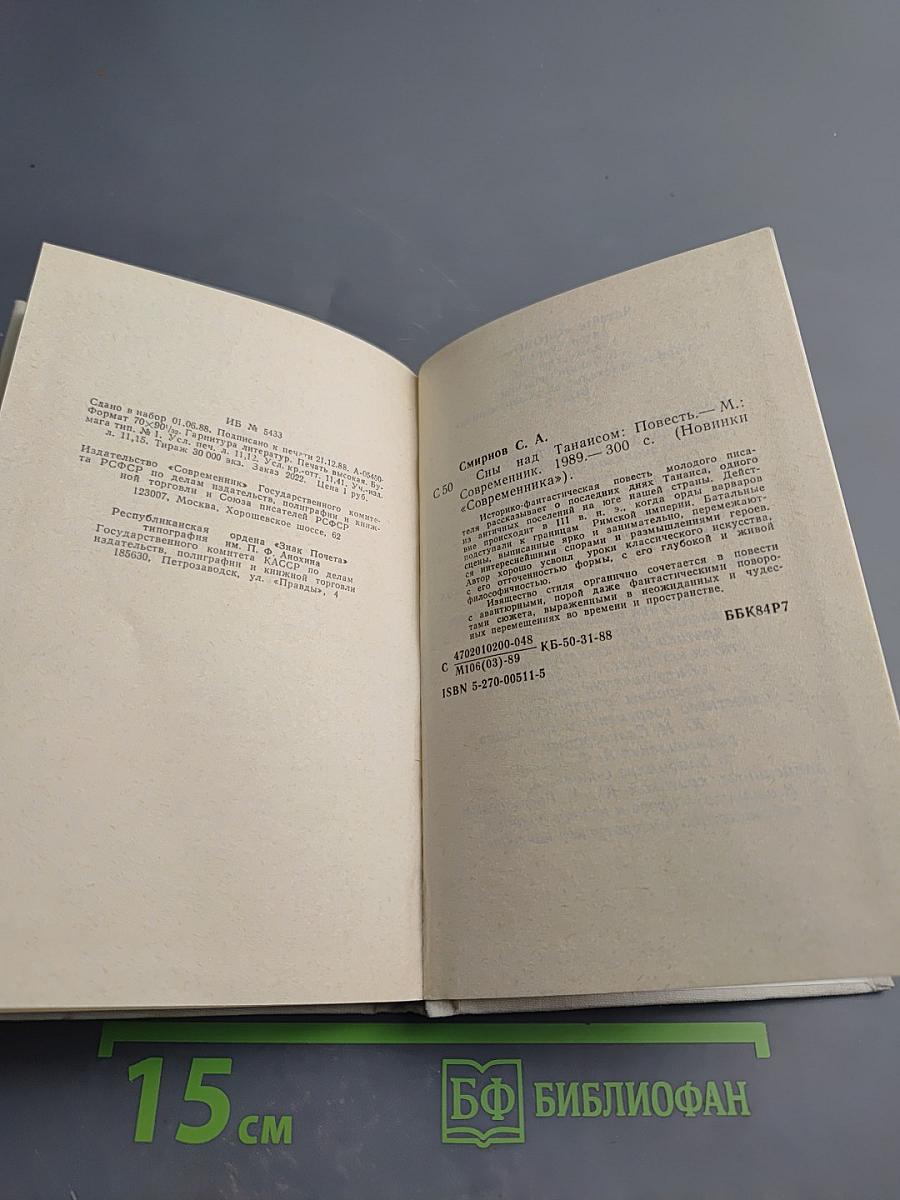 ИБ № 5433
Сдано в набор 01.06.88. Подписано к печати 21.12.88. А-05450.
Формат 70×90¹/₃₂. Гарнитура литератур. Печать высокая. Бу-
мага тип. № 1. Усл. печ. л. 11,12. Усл. кр.-отт. 11,41. Уч.-изд.
л. 11,15. Тираж 30 000 экз. Заказ 2022. Цена 1 руб.
Издательство «Современник» Государственного комите-
та РСФСР по делам издательств, полиграфии и книж-
ной торговли и Союза писателей РСФСР
123007, Москва, Хорошевское шоссе, 62
Республиканская ордена «Знак Почета»
типография им. П. Ф. Анохина
Государственного комитета КАССР по делам
издательств, полиграфии и книжной торговли
185630, Петрозаводск, ул. «Правды», 4
Смирнов С. А.
С 50 Сны над Танаисом: Повесть.— М.:
Современник. 1989.— 300 с. (Новинки
«Современника»).
Историко-фантастическая повесть молодого писа-
теля рассказывает о последних днях Танаиса, одного
из античных поселений на юге нашей страны. Дейст-
вие происходит в III в. н. э., когда орды варваров
подступали к границам Римской империи. Батальные
сцены, выписанные ярко и занимательно, перемежают-
ся интереснейшими спорами и размышлениями героев.
Автор хорошо усвоил уроки классического искусства,
с его отточенностью формы, с его глубокой и живой
философичностью.
Изящество стиля органично сочетается в повести
с авантюрными, порой даже фантастическими поворо-
тами сюжета, выраженными в неожиданных и чудес-
ных перемещениях во времени и пространстве.
С 4702010200-048
М106(03)-89 КБ-50-31-88
ББК84Р7
ISBN 5-270-00511-5
15 см
БФ БИБЛИОФАН